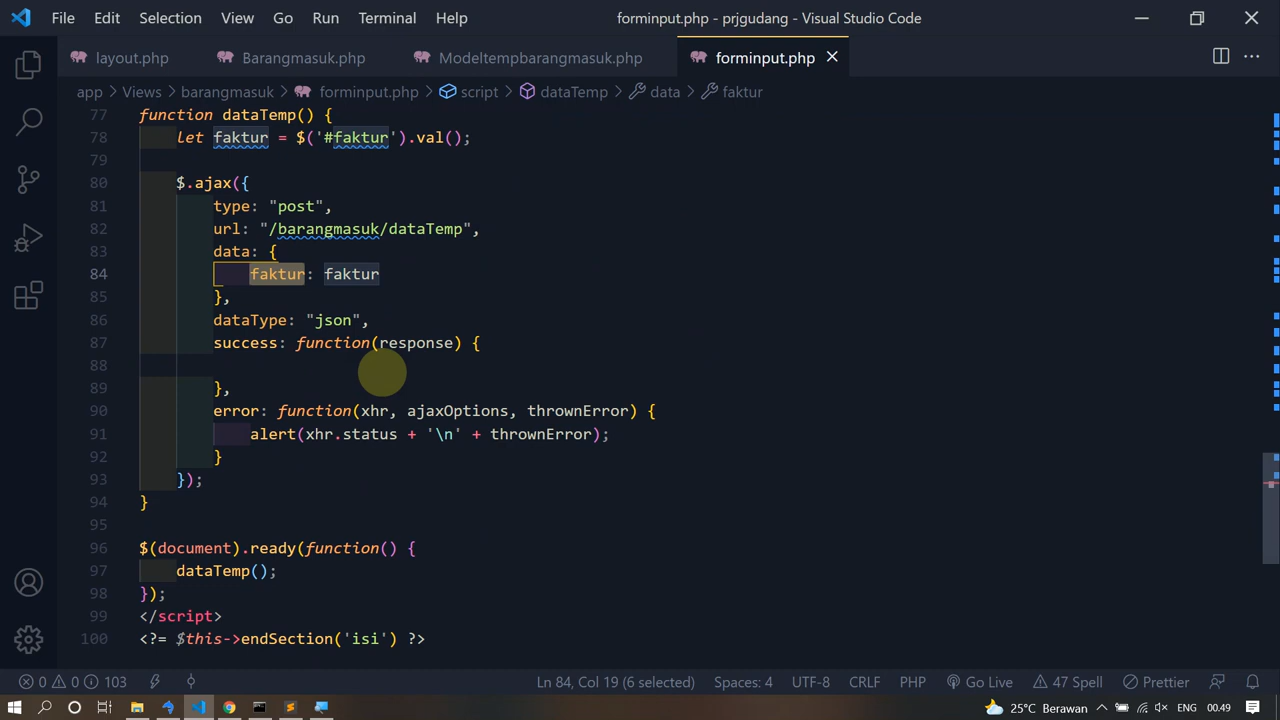 File Edit Selection View Go Run Terminal Help forminput.php - prjgudang - Visual Studio Code
layout.php Barangmasuk.php Modeltempbarangmasuk.php forminput.php
app > Views > barangmasuk > forminput.php > script > dataTemp > data > faktur
77 function dataTemp() {
78 let faktur = $('#faktur').val();
79
80 $.ajax({
81 type: "post",
82 url: "/barangmasuk/dataTemp",
83 data: {
84 faktur: faktur
85 },
86 dataType: "json",
87 success: function(response) {
88
89 },
90 error: function(xhr, ajaxOptions, thrownError) {
91 alert(xhr.status + '\n' + thrownError);
92 }
93 });
94 }
95
96 $(document).ready(function() {
97 dataTemp();
98 });
99 </script>
100 <?= $this->endSection('isi') ?>
0 0 103 Ln 84, Col 19 (6 selected) Spaces: 4 UTF-8 CRLF PHP Go Live 47 Spell Prettier
25°C Berawan ENG 00.49